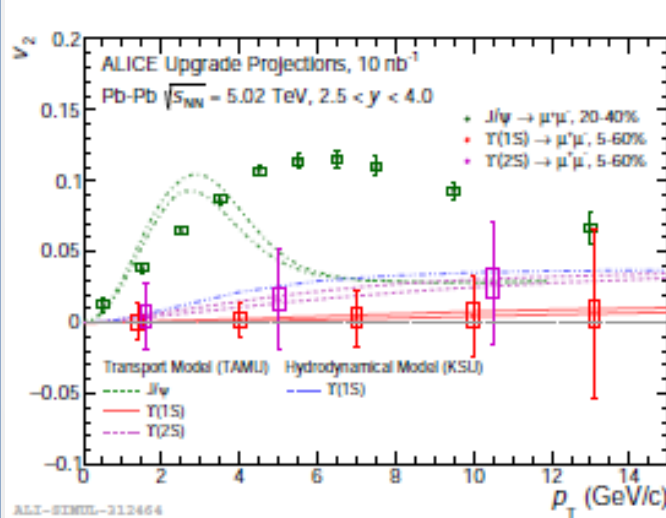 v₂
0.2
0.15
0.1
0.05
0
−0.05
−0.1
ALICE Upgrade Projections, 10 nb⁻¹
Pb-Pb √sNN = 5.02 TeV, 2.5 < y < 4.0
J/ψ → μ⁺μ⁻, 20-40%
ϒ(1S) → μ⁺μ⁻, 5-60%
ϒ(2S) → μ⁺μ⁻, 5-60%
Transport Model (TAMU) Hydrodynamical Model (KSU)
J/ψ ϒ(1S)
ϒ(1S)
ϒ(2S)
0 2 4 6 8 10 12 14
p_T (GeV/c)
ALI-SIMUL-312464